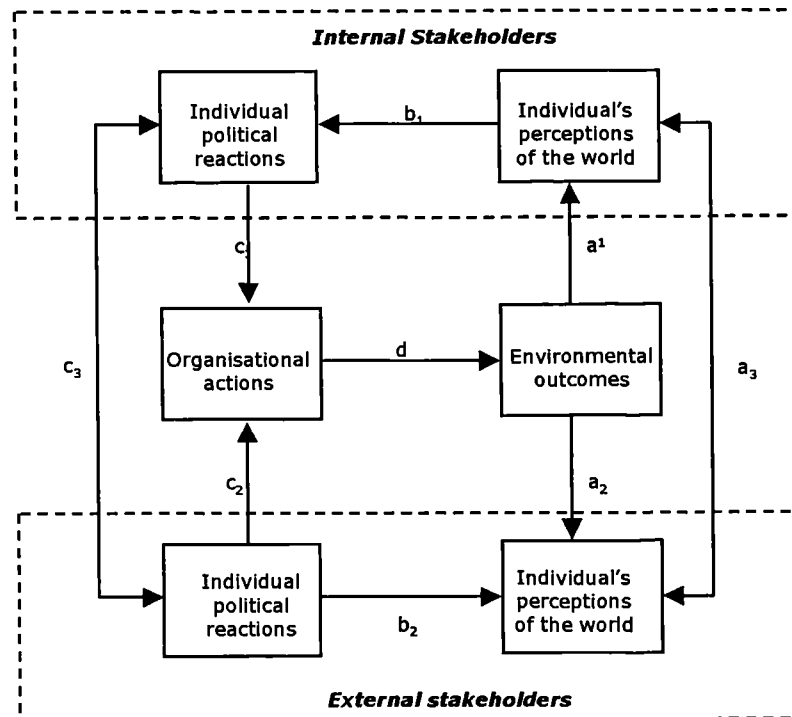 Internal Stakeholders
Individual
political
reactions
b₁
Individual's
perceptions
of the world
c
a¹
c₃
Organisational
actions
d
Environmental
outcomes
a₃
c₂
a₂
Individual
political
reactions
b₂
Individual's
perceptions
of the world
External stakeholders